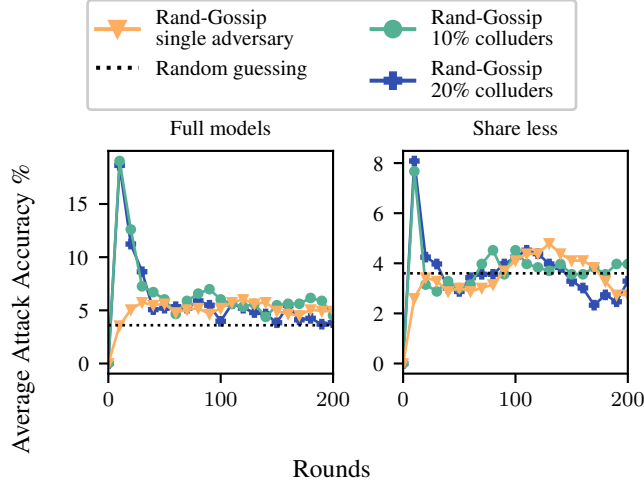 Rand-Gossip
single adversary
Random guessing
Rand-Gossip
10% colluders
Rand-Gossip
20% colluders
Full models
Share less
Average Attack Accuracy %
15
10
5
0
8
6
4
2
0
0
100
200
0
100
200
Rounds